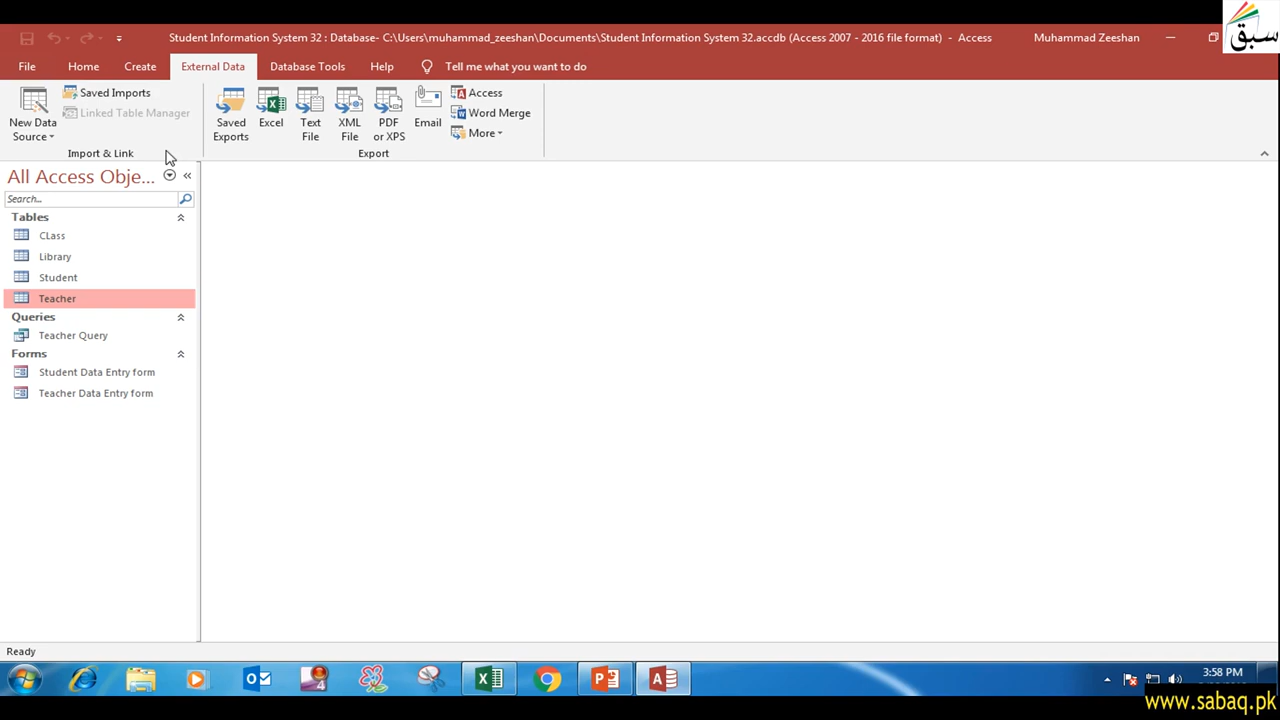 سبق
Student Information System 32 : Database- C:\Users\muhammad_zeeshan\Documents\Student Information System 32.accdb (Access 2007 - 2016 file format) - Access
Muhammad Zeeshan
File Home Create External Data Database Tools Help Tell me what you want to do
New Data Source
Saved Imports
Linked Table Manager
Import & Link
Saved Exports
Excel
Text File
XML File
PDF or XPS
Email
Access
Word Merge
More
Export
All Access Obje...
Search...
Tables
CLass
Library
Student
Teacher
Queries
Teacher Query
Forms
Student Data Entry form
Teacher Data Entry form
Ready
3:58 PM
www.sabaq.pk